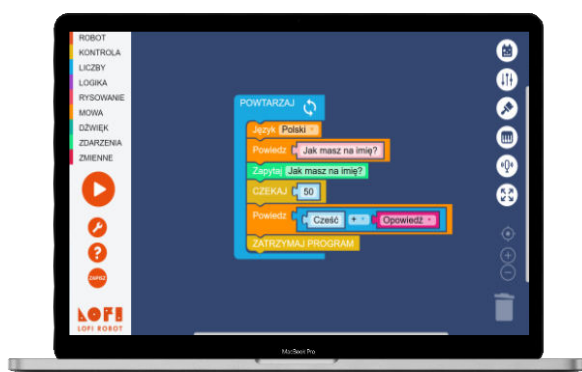 ROBOT
KONTROLA
LICZBY
LOGIKA
RYSOWANIE
MOWA
DŹWIĘK
ZDARZENIA
ZMIENNE
ZAPISZ
LOFI
LOFI ROBOT
POWTARZAJ
Język Polski
Powiedz Jak masz na imię?
Zapytaj Jak masz na imię?
CZEKAJ 50
Powiedz Cześć + Opowiedź
ZATRZYMAJ PROGRAM
MacBook Pro